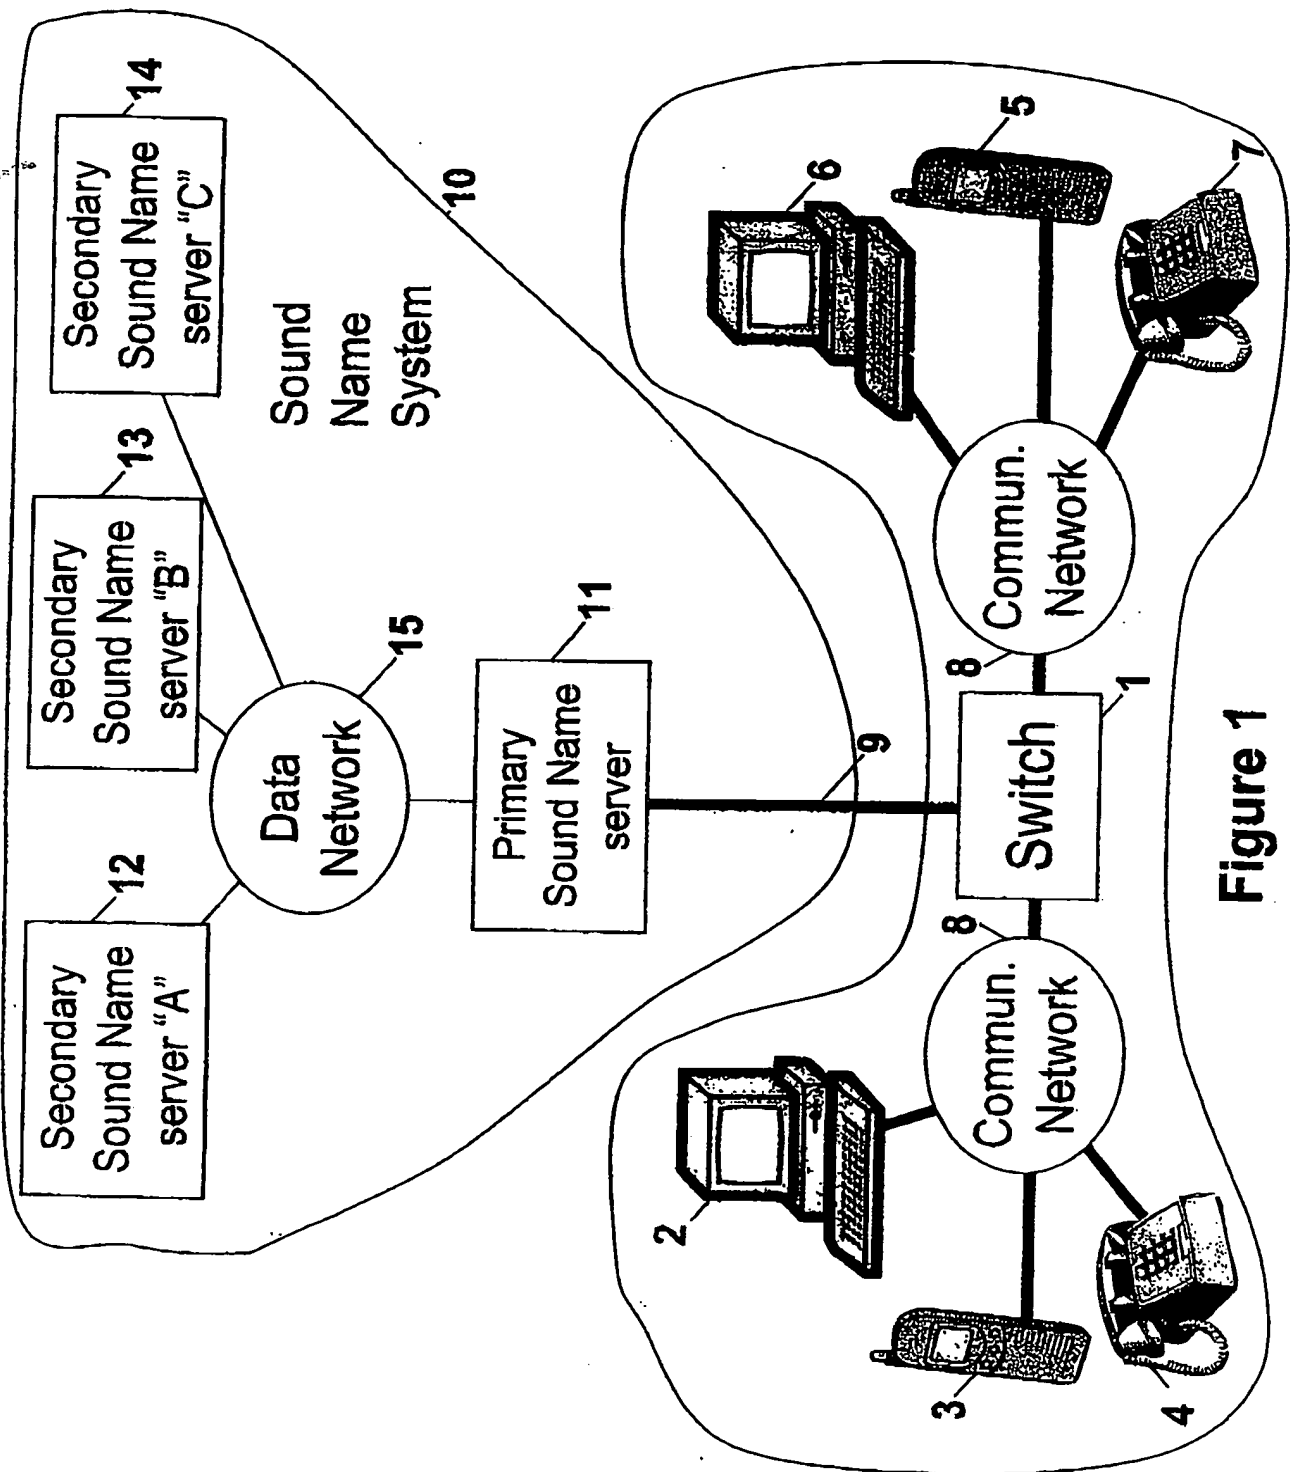 Secondary
Sound Name
server "A"
12
Secondary
Sound Name
server "B"
13
Secondary
Sound Name
server "C"
14
Data
Network
15
Sound
Name
System
10
Primary
Sound Name
server
11
9
2
3
4
Commun.
Network
8
Switch
1
8
Commun.
Network
6
5
7
Figure 1